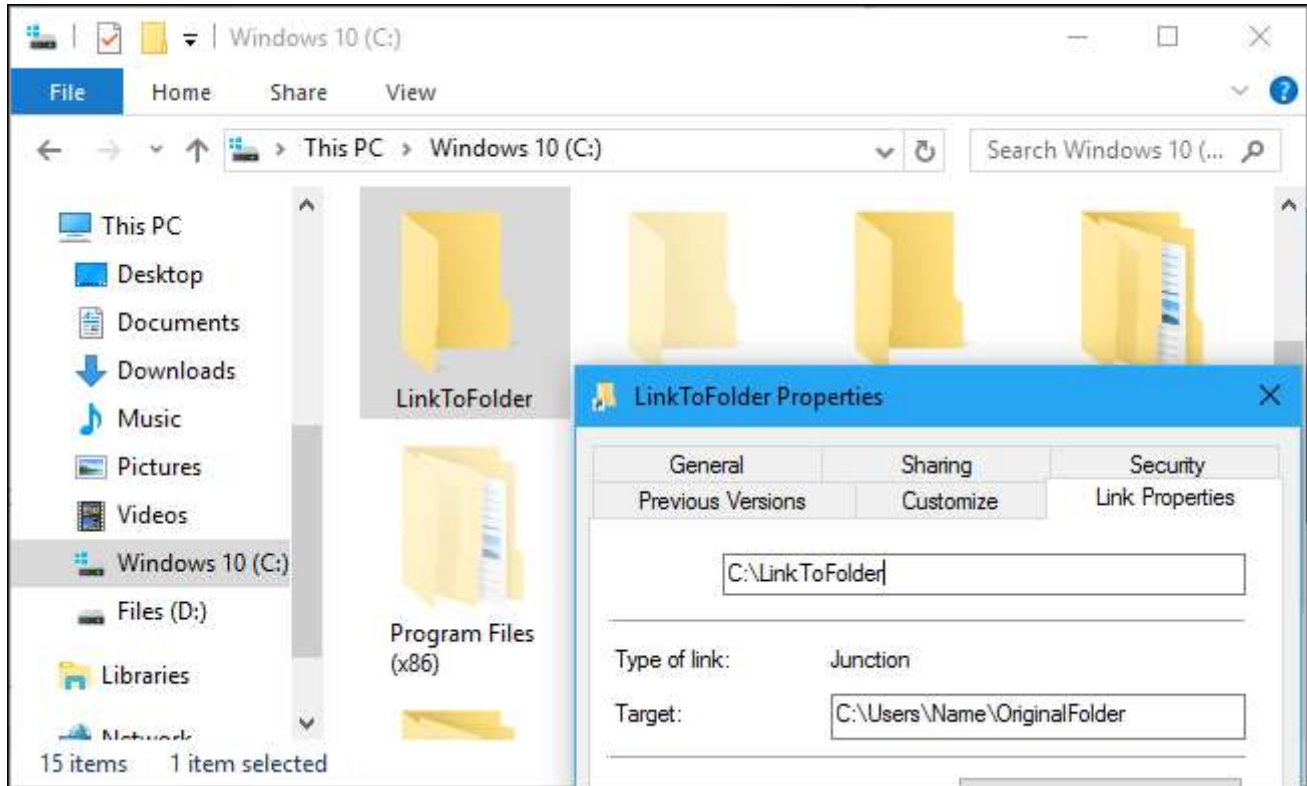 Windows 10 (C:)
File Home Share View
This PC > Windows 10 (C:)
Search Windows 10 (...
This PC
Desktop
Documents
Downloads
Music
Pictures
Videos
Windows 10 (C:)
Files (D:)
Libraries
Network
LinkToFolder
Program Files
(x86)
LinkToFolder Properties
General Sharing Security
Previous Versions Customize Link Properties
C:\LinkToFolder
Type of link: Junction
Target: C:\Users\Name\OriginalFolder
15 items 1 item selected